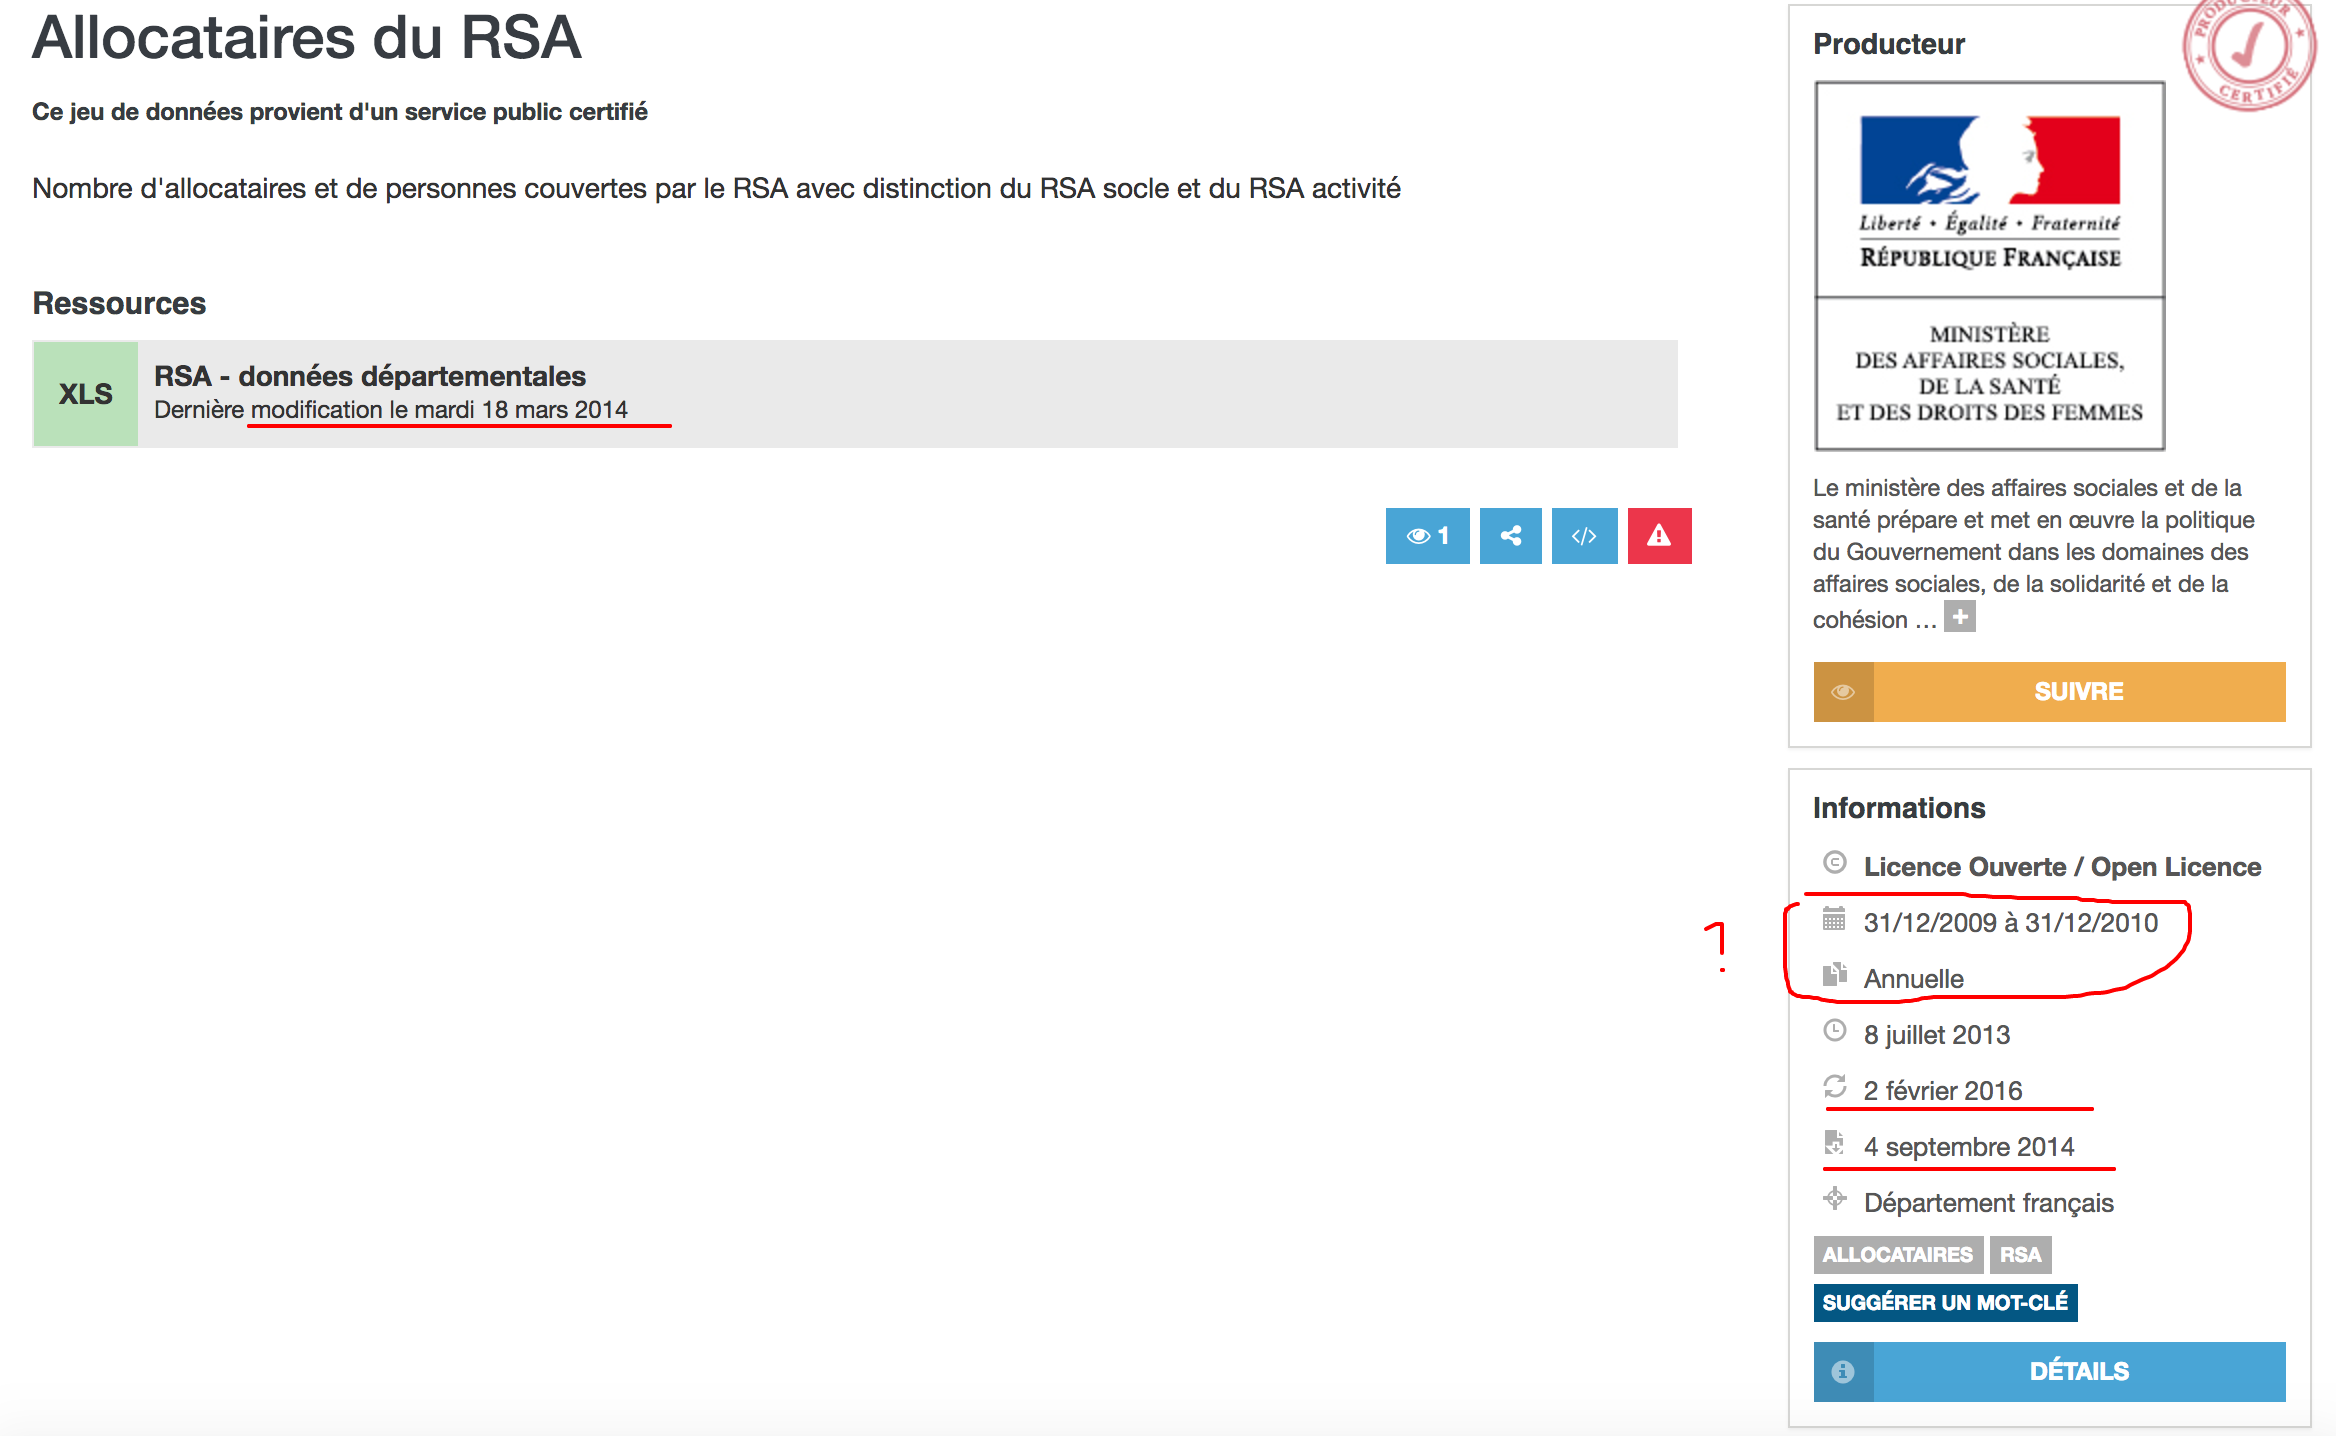 Allocataires du RSA
Ce jeu de données provient d'un service public certifié
Nombre d'allocataires et de personnes couvertes par le RSA avec distinction du RSA socle et du RSA activité
Ressources
XLS
RSA - données départementales
Dernière modification le mardi 18 mars 2014
1
Producteur
PRODUCTEUR
CERTIFIÉ
Liberté • Égalité • Fraternité
RÉPUBLIQUE FRANÇAISE
MINISTÈRE
DES AFFAIRES SOCIALES,
DE LA SANTÉ
ET DES DROITS DES FEMMES
Le ministère des affaires sociales et de la
santé prépare et met en œuvre la politique
du Gouvernement dans les domaines des
affaires sociales, de la solidarité et de la
cohésion ... +
SUIVRE
Informations
Licence Ouverte / Open Licence
31/12/2009 à 31/12/2010
!
Annuelle
8 juillet 2013
2 février 2016
4 septembre 2014
Département français
ALLOCATAIRES RSA
SUGGÉRER UN MOT-CLÉ
DÉTAILS